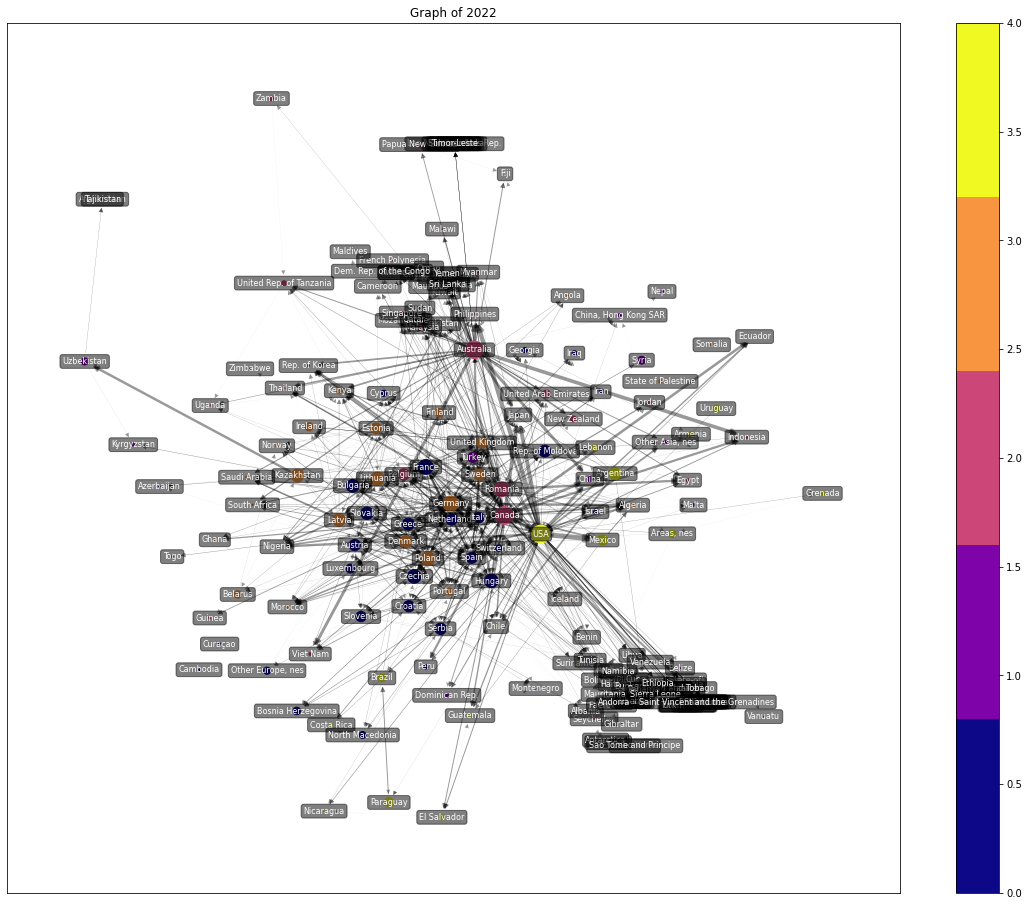 Graph of 2022
4.0
3.5
3.0
2.5
2.0
1.5
1.0
0.5
0.0
Zambia
Papua New
Timor-Leste
Rep.
Fiji
Tajikistan
Malawi
Maldives
French Polynesia
Dem. Rep. of the Congo
Yemen
Myanmar
United Rep. of Tanzania
Cameroon
Sri Lanka
Nepal
Angola
Sudan
Singapore
Malaysia
Philippines
China, Hong Kong SAR
Ecuador
Somalia
Australia
Georgia
Iraq
Syria
Uzbekistan
Zimbabwe
Rep. of Korea
State of Palestine
Thailand
Kenya
Cyprus
United Arab Emirates
Iran
Jordan
Uruguay
Uganda
Finland
Japan
New Zealand
Ireland
Estonia
Armenia
Indonesia
Kyrgyzstan
Norway
United Kingdom
Turkey
Rep. of Moldova
Lebanon
Other Asia, nes
France
Saudi Arabia
Kazakhstan
Lithuania
Sweden
Argentina
China
Egypt
Azerbaijan
Bulgaria
Romania
Grenada
South Africa
Germany
Algeria
Malta
Slovakia
Canada
Israel
Latvia
Greece
Netherland
Italy
Ghana
Nigeria
Austria
Denmark
Switzerland
USA
Mexico
Areas, nes
Togo
Poland
Spain
Luxembourg
Czechia
Hungary
Belarus
Portugal
Iceland
Morocco
Croatia
Guinea
Slovenia
Serbia
Chile
Benin
Curaçao
Viet Nam
Cambodia
Other Europe, nes
Peru
Tunisia
Libya
Venezuela
Belize
Brazil
Namibia
Ethiopia
Montenegro
Dominican Rep.
Mauritania
Sierra Leone
Tobago
Andorra
Saint Vincent and the Grenadines
Bosnia Herzegovina
Guatemala
Albania
Vanuatu
Costa Rica
Gibraltar
North Macedonia
Sao Tome and Principe
Paraguay
Nicaragua
El Salvador